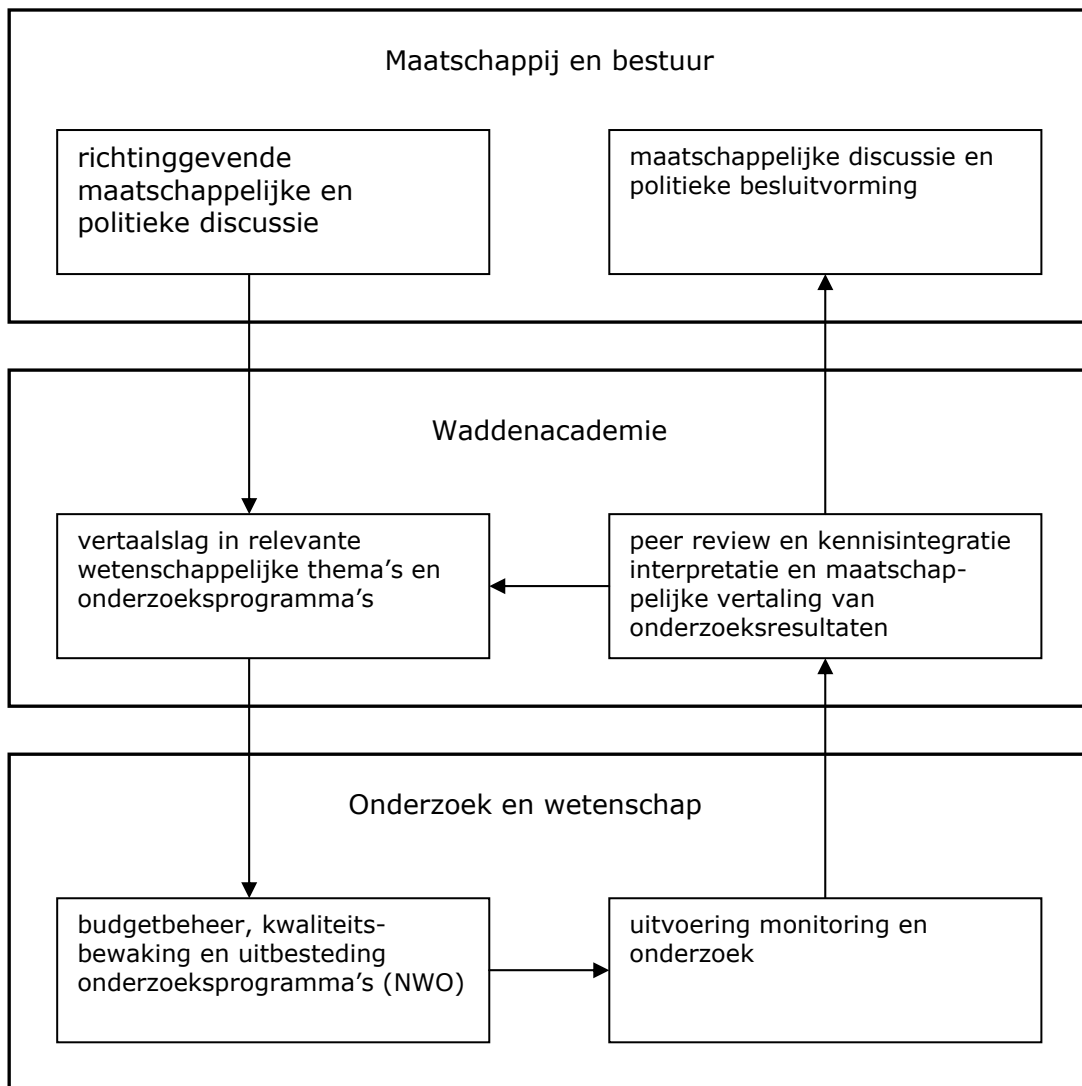 Maatschappij en bestuur
richtinggevende
maatschappelijke en
politieke discussie
maatschappelijke discussie en
politieke besluitvorming
Waddenacademie
vertaalslag in relevante
wetenschappelijke thema’s en
onderzoeksprogramma’s
peer review en kennisintegratie
interpretatie en maatschap-
pelijke vertaling van
onderzoeksresultaten
Onderzoek en wetenschap
budgetbeheer, kwaliteits-
bewaking en uitbesteding
onderzoeksprogramma’s (NWO)
uitvoering monitoring en
onderzoek